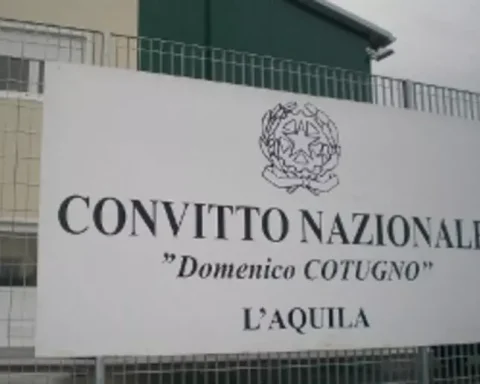 CONVITTO NAZIONALE
”Domenico COTUGNO”
L'AQUILA